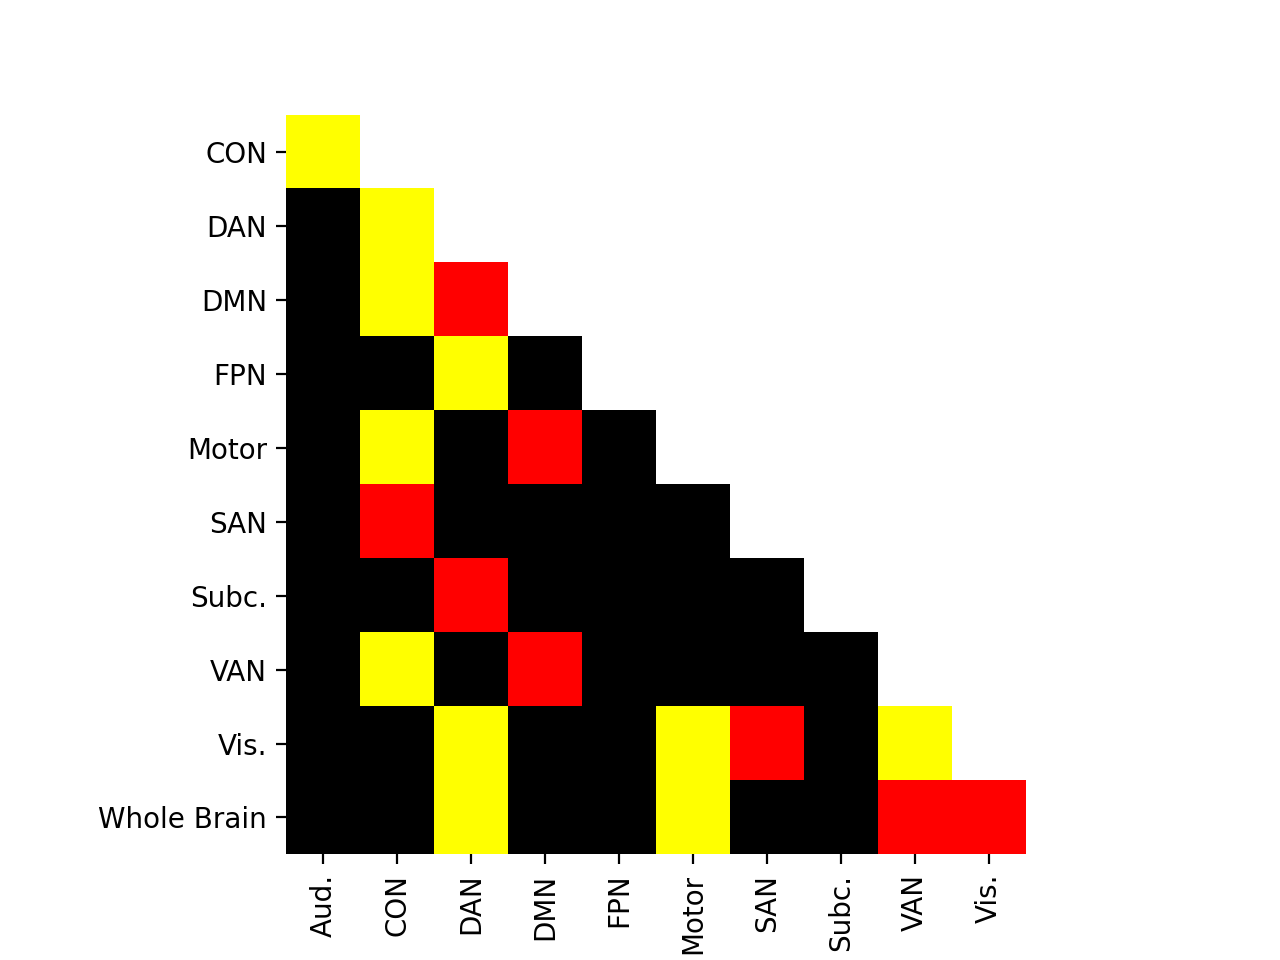 CON
DAN
DMN
FPN
Motor
SAN
Subc.
VAN
Vis.
Whole Brain
Aud.
CON
DAN
DMN
FPN
Motor
SAN
Subc.
VAN
Vis.